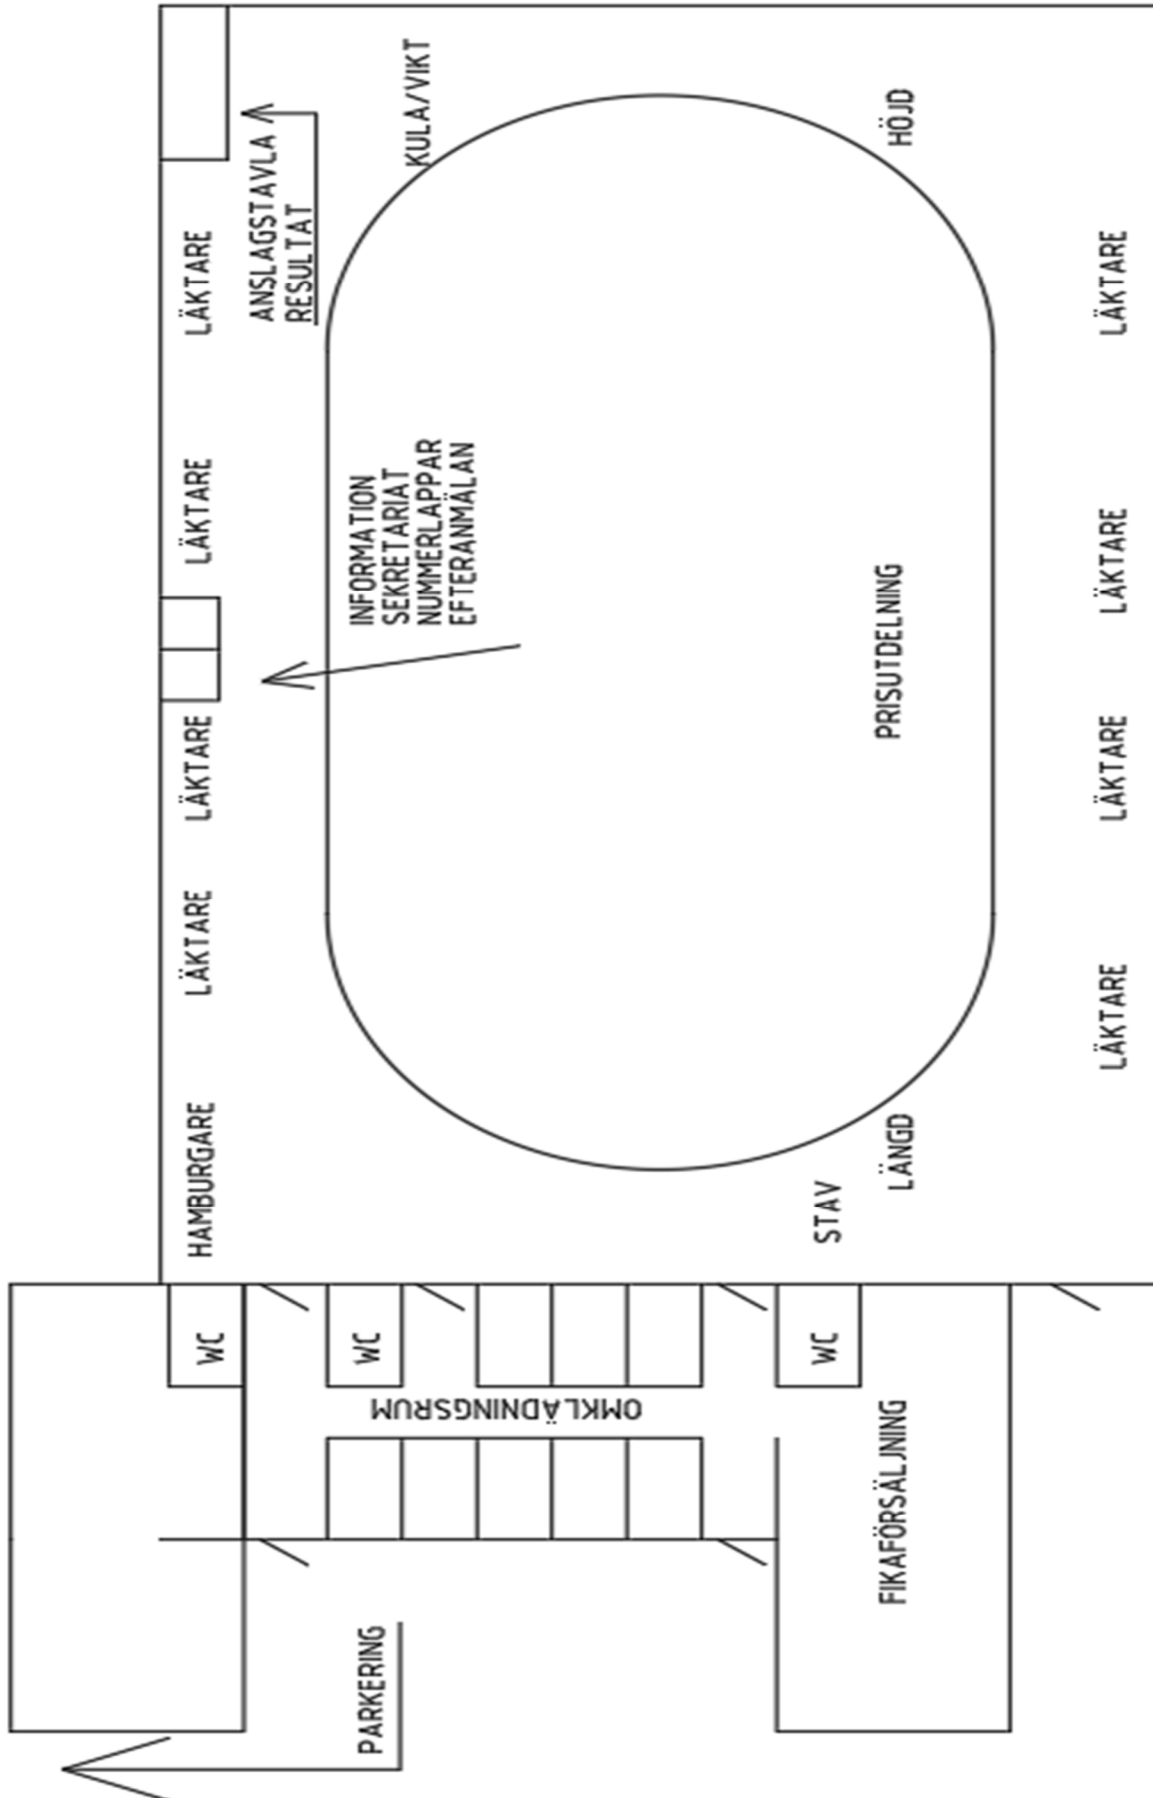 PARKERING
FIKAFÖRSÄLJNING
OMKLÄDNINGSRUM
WC
WC
WC
HAMBURGARE
LÄKTARE
LÄKTARE
LÄKTARE
LÄKTARE
ANSLAGSTAVLA
RESULTAT
KULA/VIKT
INFORMATION
SEKRETARIAT
NUMMERLAPPAR
EFTERANMÄLAN
PRISUTDELNING
STAV
LÄNGD
HÖJD
LÄKTARE
LÄKTARE
LÄKTARE
LÄKTARE